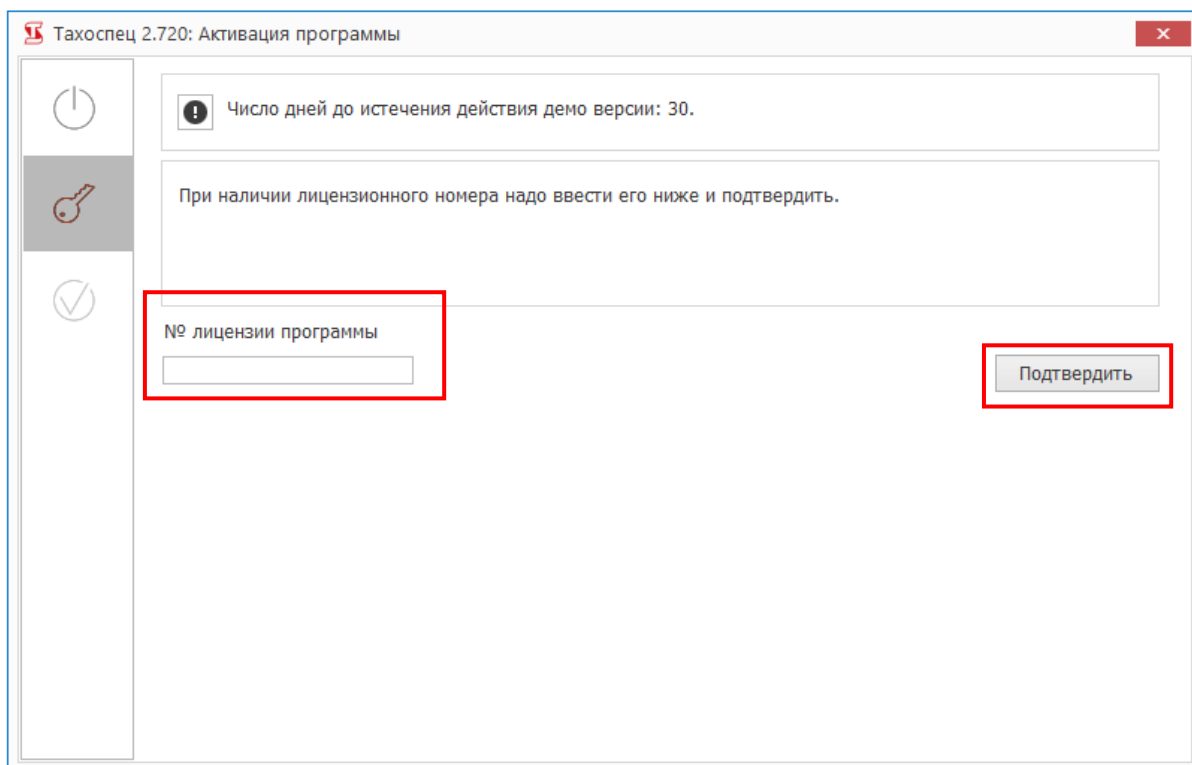 Тахоспец 2.720: Активация программы
Число дней до истечения действия демо версии: 30.
При наличии лицензионного номера надо ввести его ниже и подтвердить.
№ лицензии программы
Подтвердить